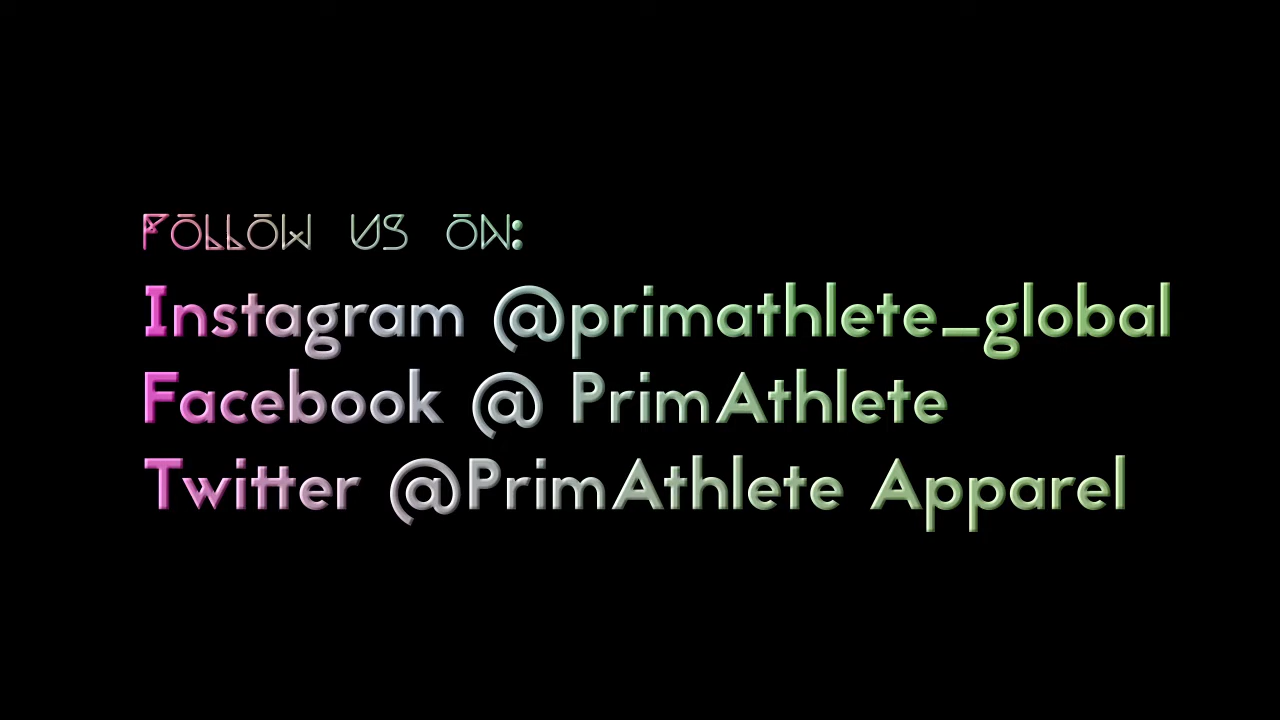 FOLLOW US ON:
Instagram @primathlete_global
Facebook @ PrimAthlete
Twitter @PrimAthlete Apparel